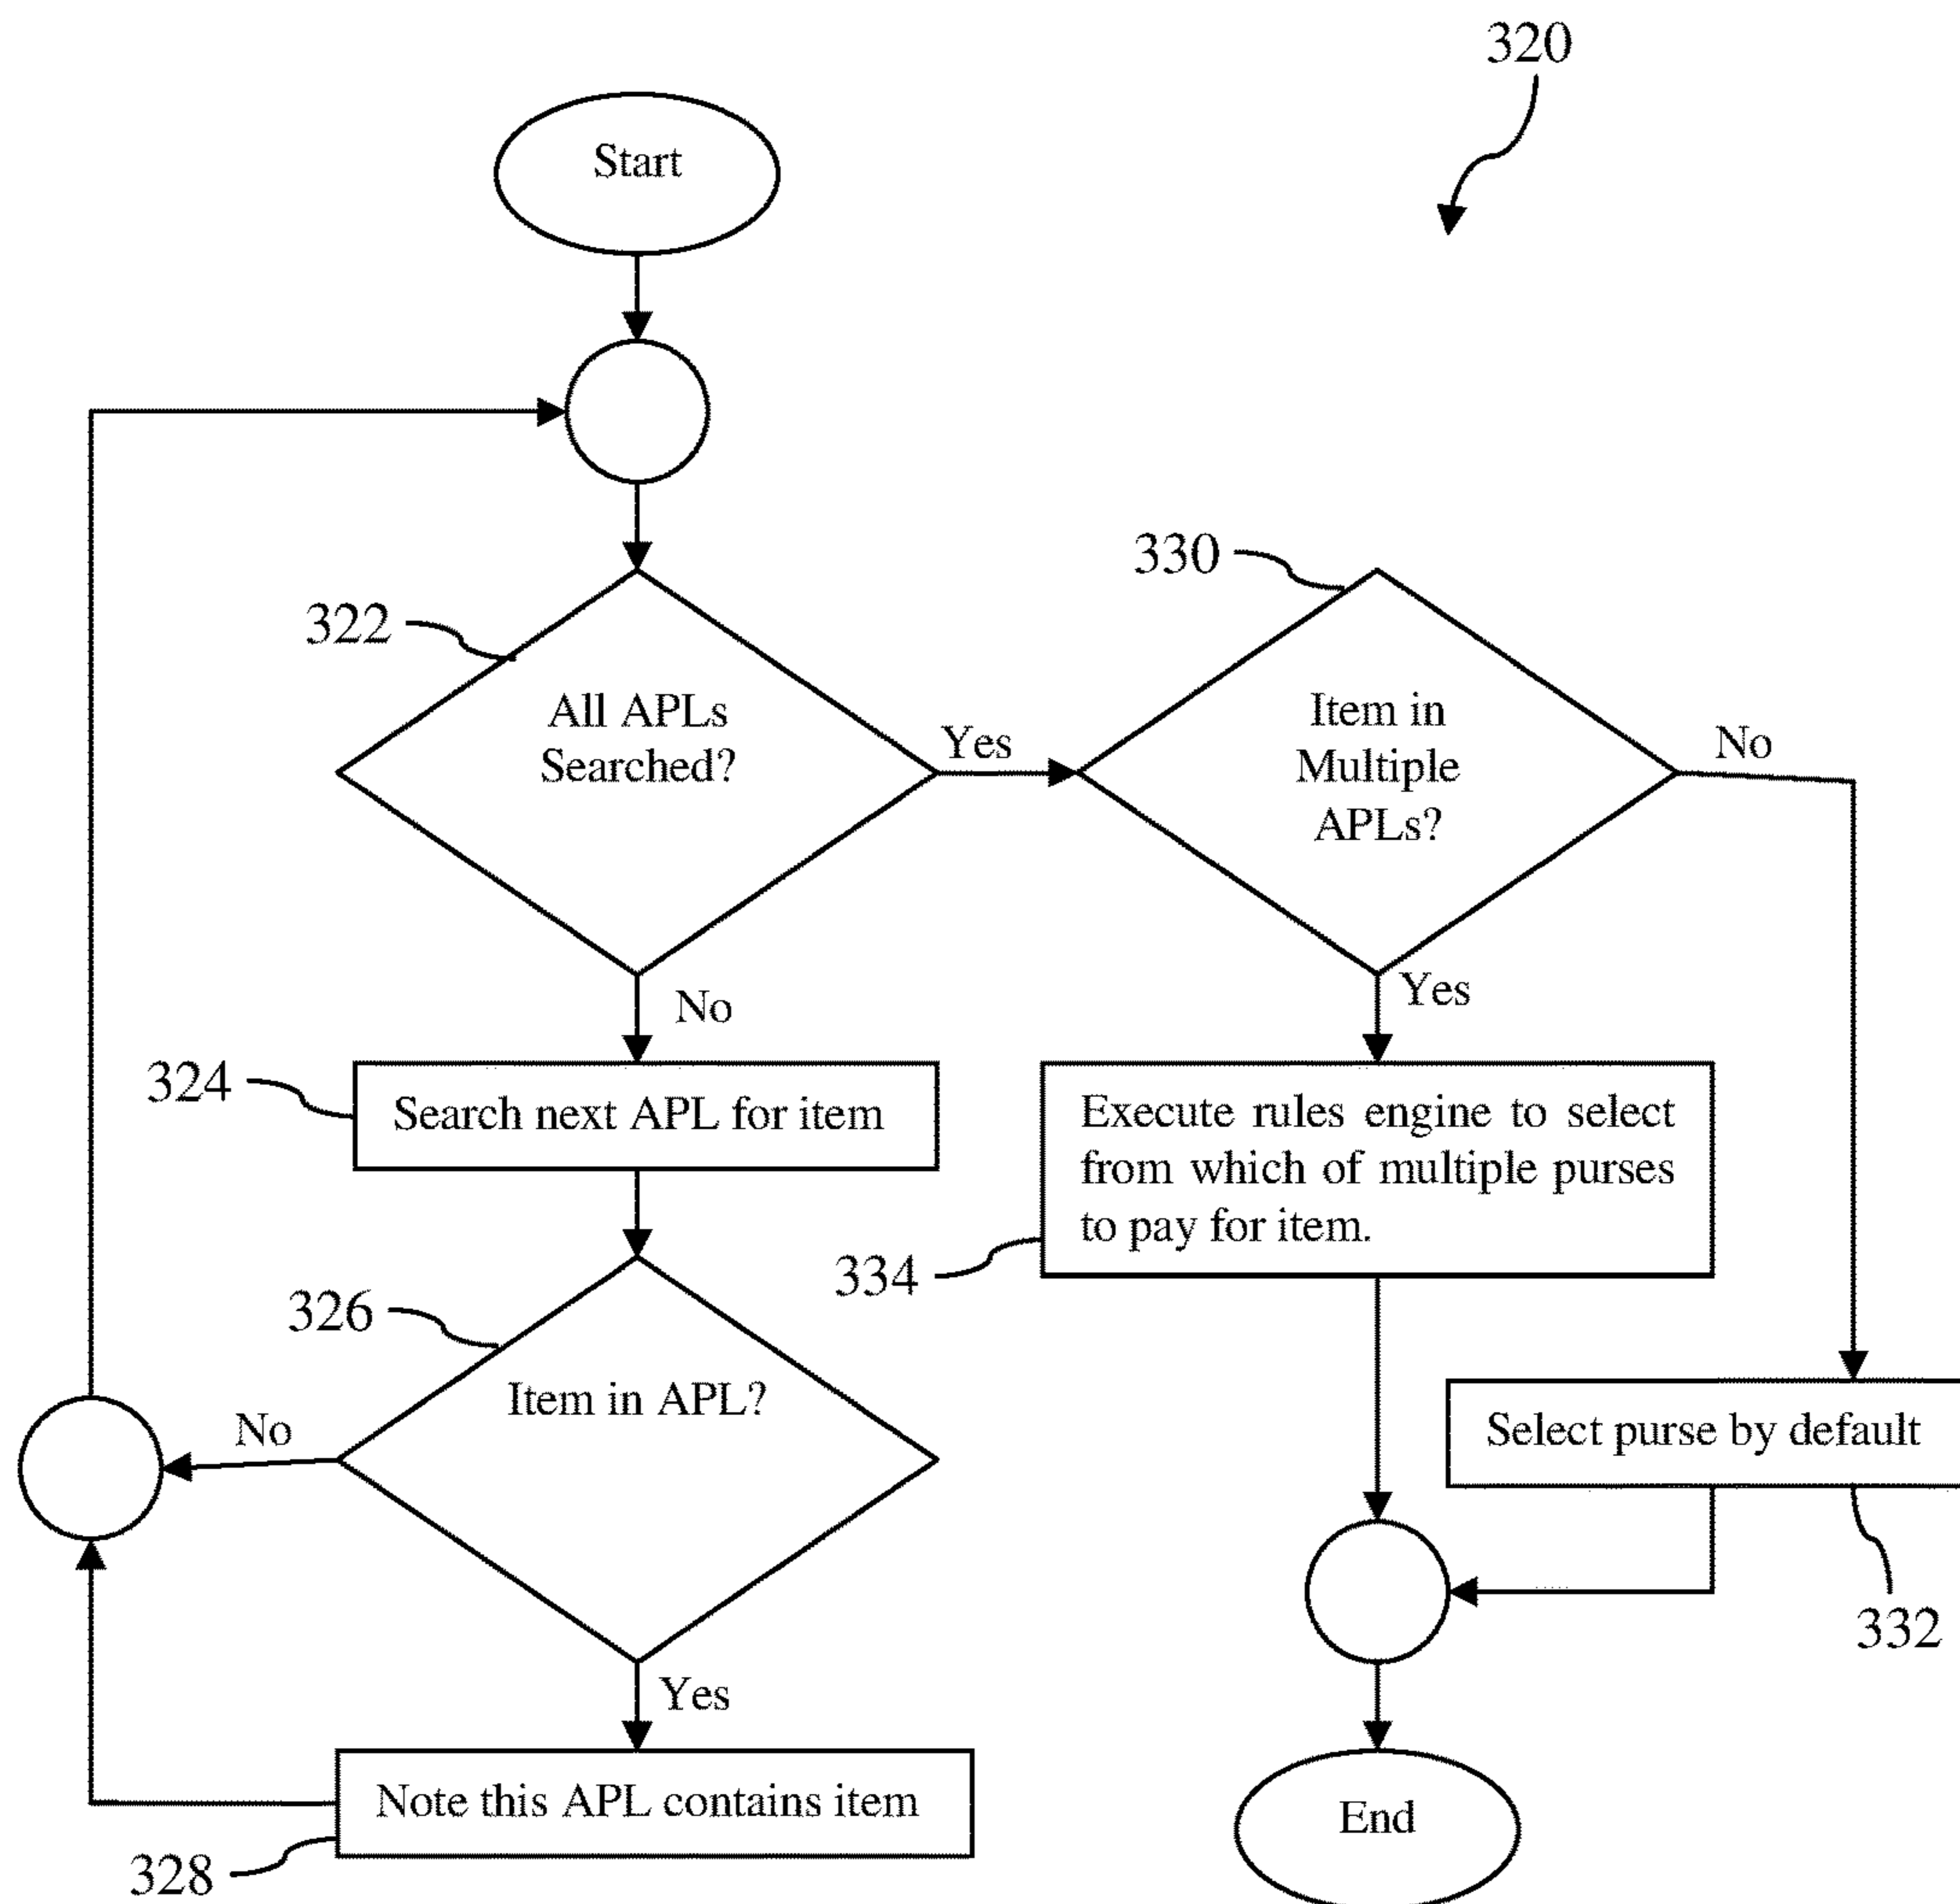 320
Start
330
322
All APLs
Searched?
Yes
Item in
Multiple
APLs?
No
No
Yes
324
Search next APL for item
Execute rules engine to select
from which of multiple purses
to pay for item.
334
326
Item in APL?
No
Select purse by default
332
Yes
Note this APL contains item
328
End